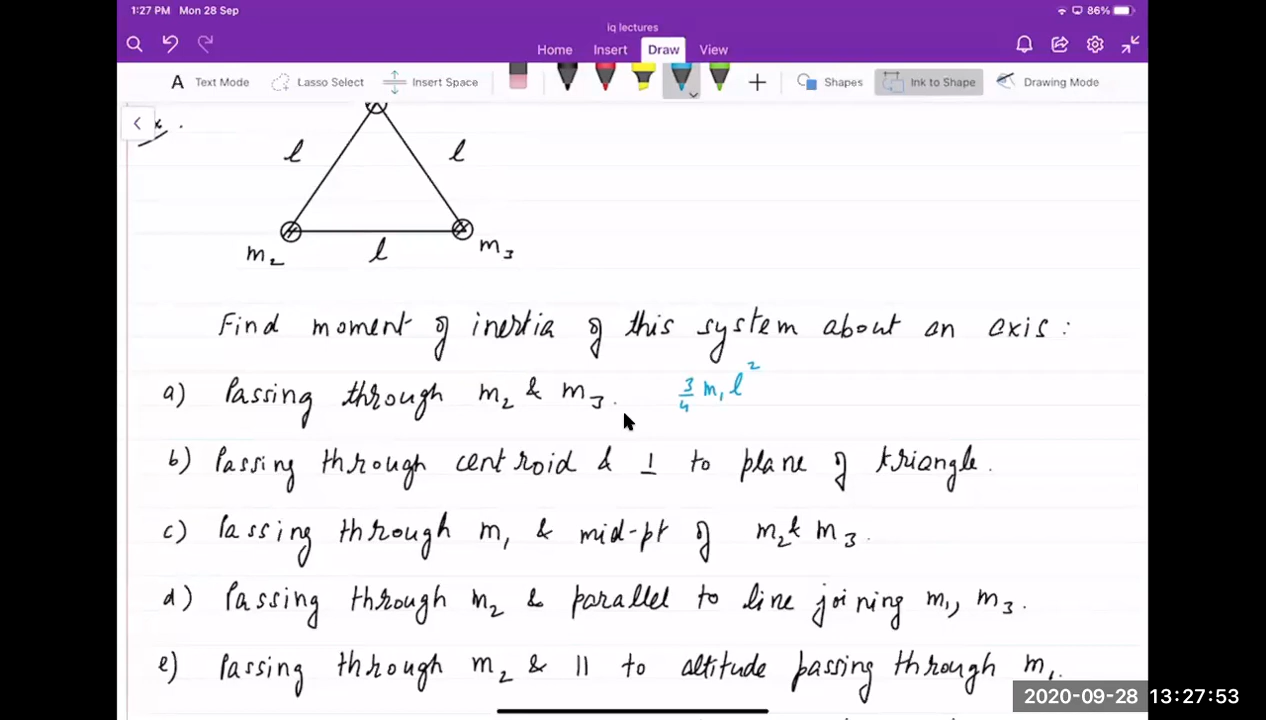 1:27 PM Mon 28 Sep
86%
iq lectures
Home Insert Draw View
Text Mode Lasso Select Insert Space Shapes Ink to Shape Drawing Mode
l l
m₂ l m₃
Find moment of inertia of this system about an axis :
a) Passing through m₂ & m₃. 3/4 m₁ l²
b) Passing through centroid & ⊥ to plane of triangle.
c) Passing through m₁ & mid-pt of m₂ & m₃.
d) Passing through m₂ & parallel to line joining m₁, m₃.
e) Passing through m₂ & || to altitude passing through m₁.
2020-09-28 13:27:53